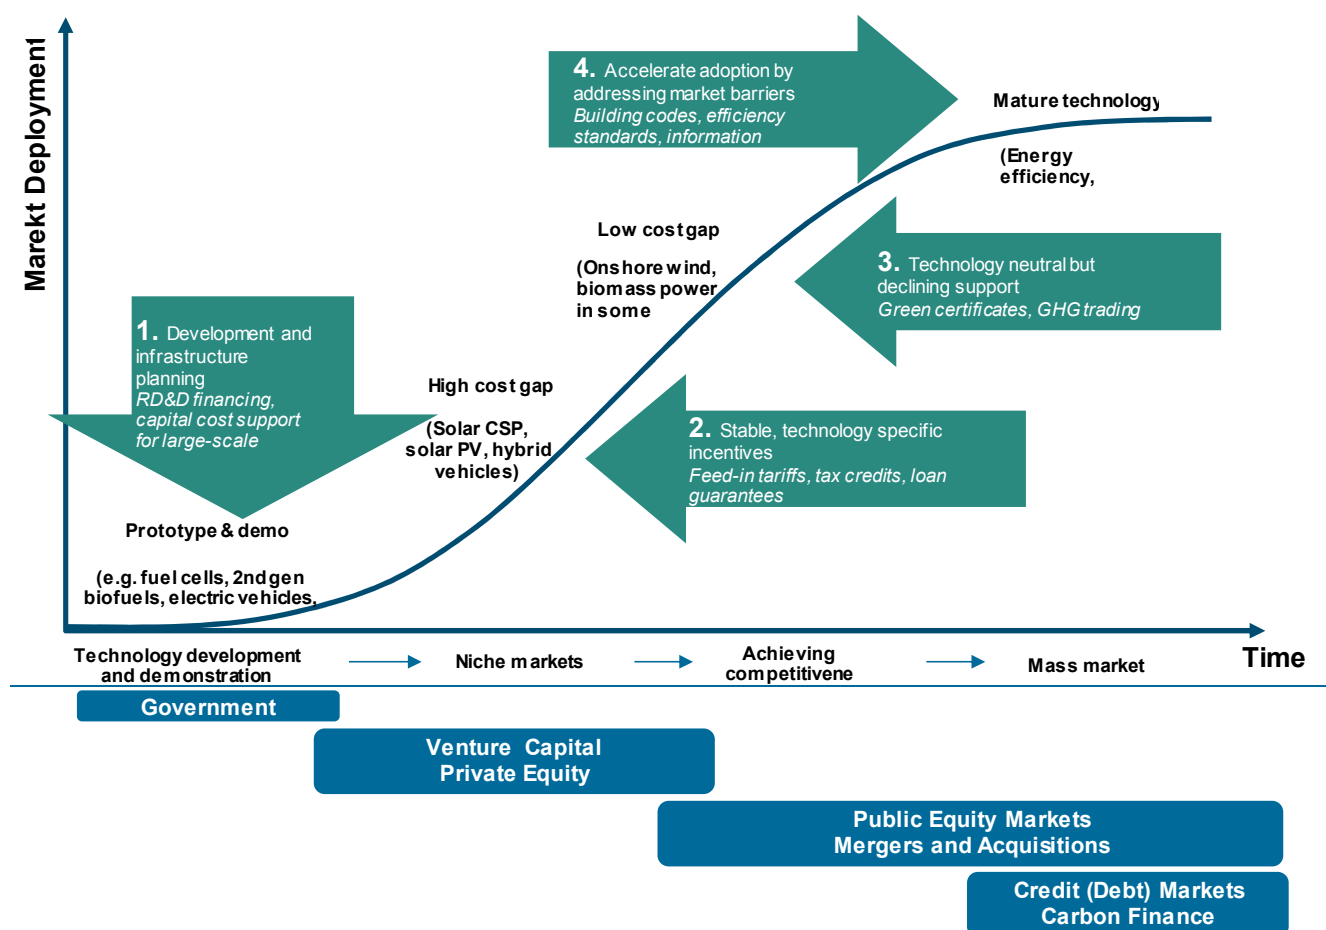 Marekt Deployment
4. Accelerate adoption by
addressing market barriers
Building codes, efficiency
standards, information
Mature technology
(Energy
efficiency,
Low cost gap
(Onshore wind,
biomass power
in some
3. Technology neutral but
declining support
Green certificates, GHG trading
1. Development and
infrastructure
planning
RD&D financing,
capital cost support
for large-scale
High cost gap
(Solar CSP,
solar PV, hybrid
vehicles)
2. Stable, technology specific
incentives
Feed-in tariffs, tax credits, loan
guarantees
Prototype & demo
(e.g. fuel cells, 2nd gen
biofuels, electric vehicles,
Technology development
and demonstration
Niche markets
Achieving
competitivene
Mass market
Time
Government
Venture Capital
Private Equity
Public Equity Markets
Mergers and Acquisitions
Credit (Debt) Markets
Carbon Finance